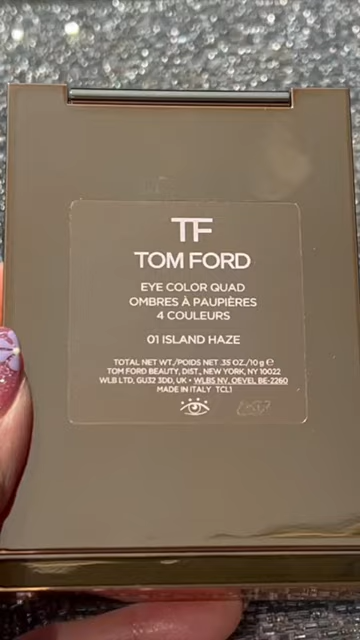 TF
TOM FORD
EYE COLOR QUAD
OMBRES À PAUPIÈRES
4 COULEURS
01 ISLAND HAZE
TOTAL NET WT./POIDS NET .35 OZ./10 g ℮
TOM FORD BEAUTY, DIST., NEW YORK, NY 10022
WLB LTD, GU32 3DD, UK • WLBS NV, OEVEL BE-2260
MADE IN ITALY TCL1